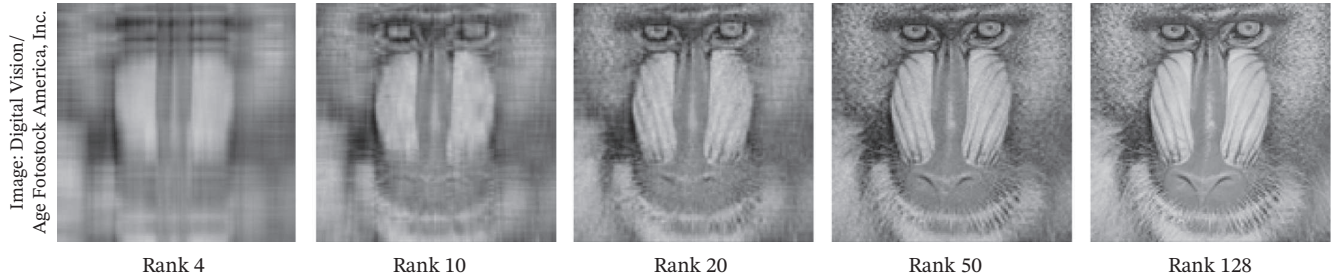 Image: Digital Vision/
Age Fotostock America, Inc.
Rank 4
Rank 10
Rank 20
Rank 50
Rank 128